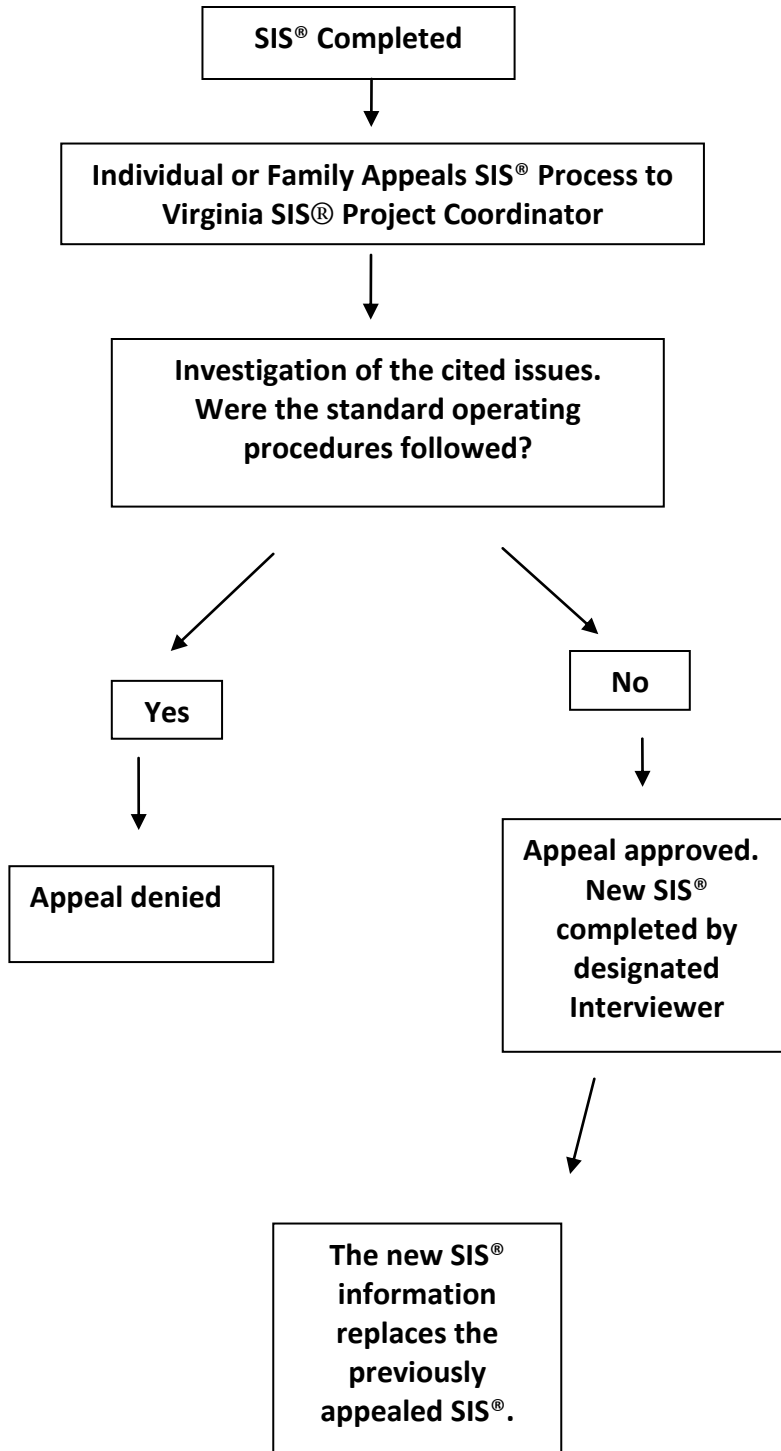 SIS® Completed
Individual or Family Appeals SIS® Process to
Virginia SIS® Project Coordinator
Investigation of the cited issues.
Were the standard operating
procedures followed?
Yes
No
Appeal denied
Appeal approved.
New SIS®
completed by
designated
Interviewer
The new SIS®
information
replaces the
previously
appealed SIS®.